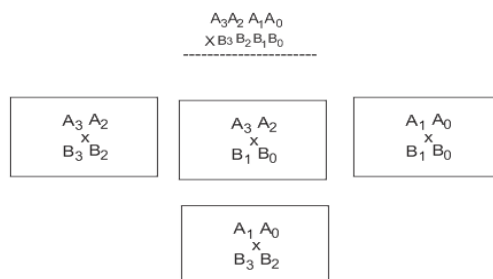 A₃A₂ A₁A₀
X B₃ B₂ B₁ B₀
A₃ A₂
x
B₃ B₂
A₃ A₂
x
B₁ B₀
A₁ A₀
x
B₁ B₀
A₁ A₀
x
B₃ B₂